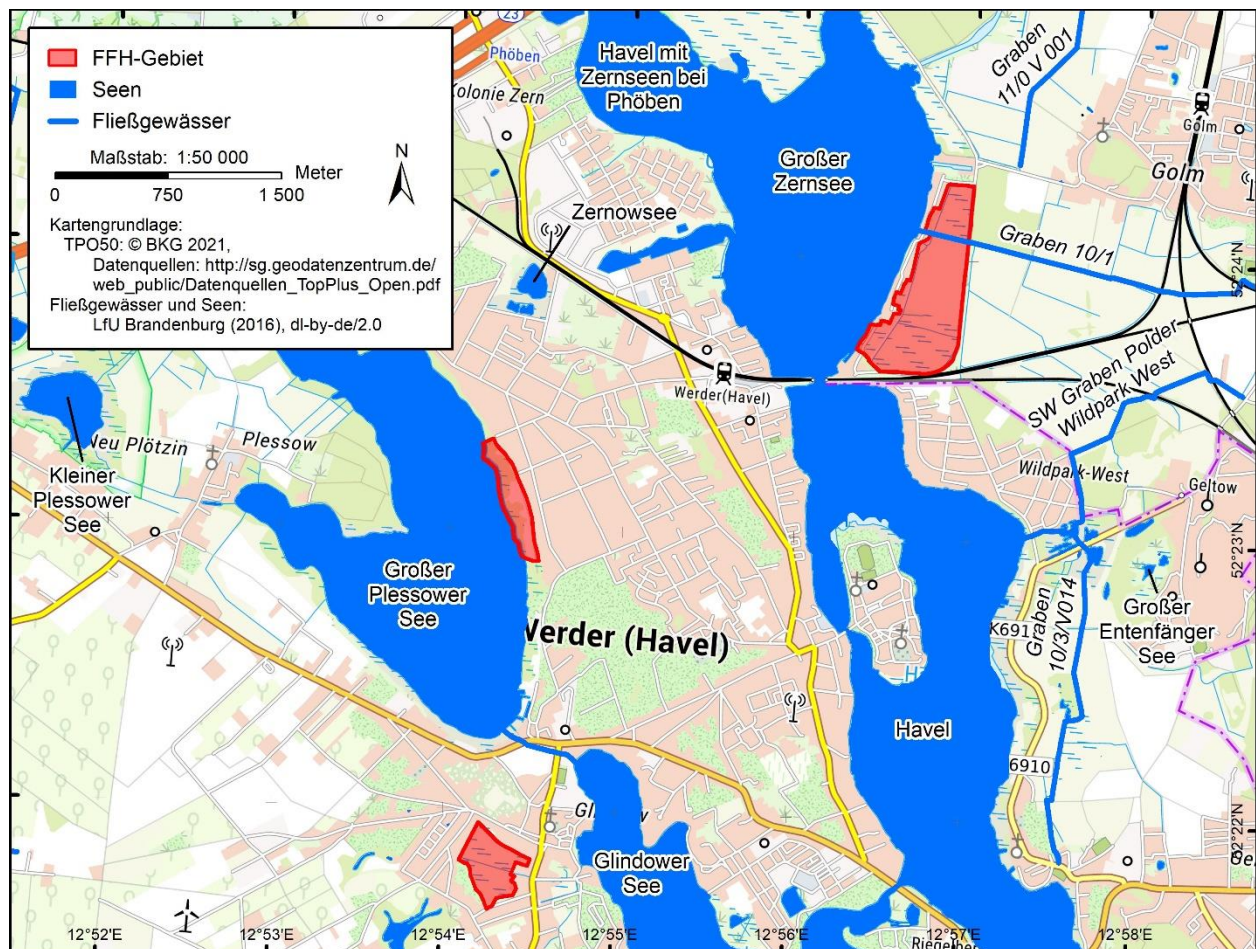 FFH-Gebiet
Seen
Fließgewässer
Maßstab: 1:50 000
Meter
0 750 1 500
N
Kartengrundlage:
TPO50: © BKG 2021,
Datenquellen: http://sg.geodatenzentrum.de/
web_public/Datenquellen_TopPlus_Open.pdf
Fließgewässer und Seen:
LfU Brandenburg (2016), dl-by-de/2.0
23
Phöben
Kolonie Zern
Havel mit
Zernseen bei
Phöben
Graben
11/0 V 001
Golm
Golm
Großer
Zernsee
Zernowsee
Graben 10/1
52°24'N
Werder(Havel)
SW Graben Polder
Wildpark West
Neu Plötzin
Plessow
Kleiner
Plessower
See
Wildpark-West
Geltow
52°23'N
Großer
Plessower
See
Werder (Havel)
K691
Graben
10/3/V014
Großer
Entenfänger
See
H
Havel
6910
52°22'N
Glindower
See
Riegelber
12°52'E 12°53'E 12°54'E 12°55'E 12°56'E 12°57'E 12°58'E